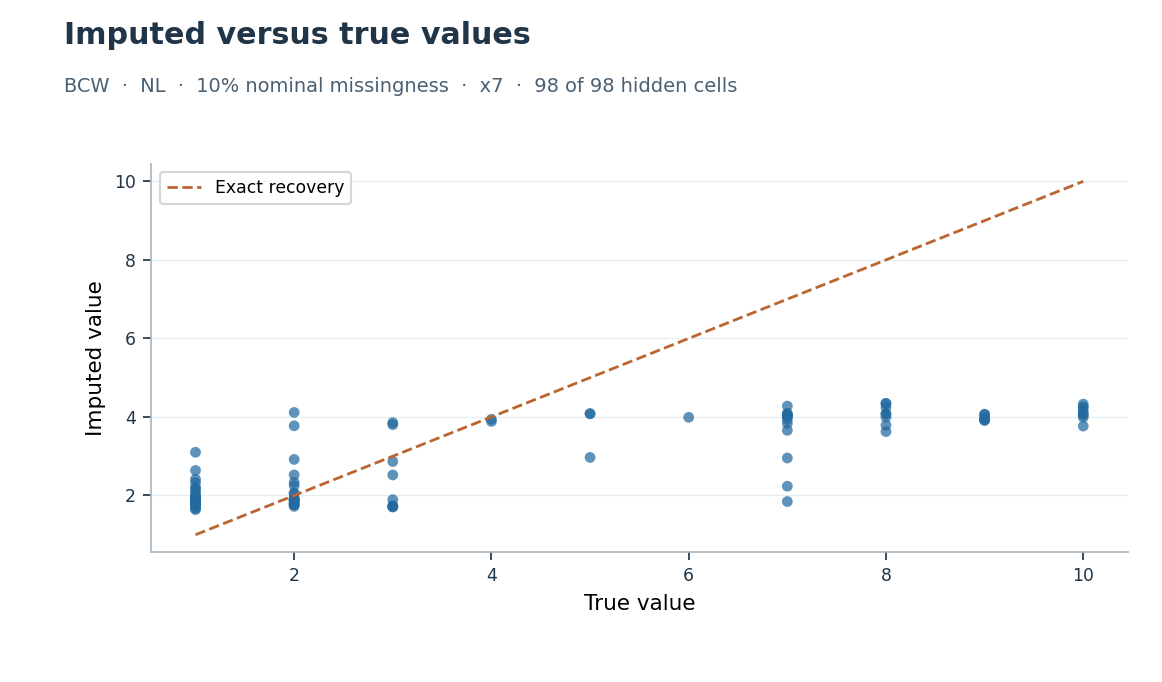 Imputed versus true values
BCW · NL · 10% nominal missingness · x7 · 98 of 98 hidden cells
Exact recovery
10
8
6
4
2
Imputed value
2 4 6 8 10
True value